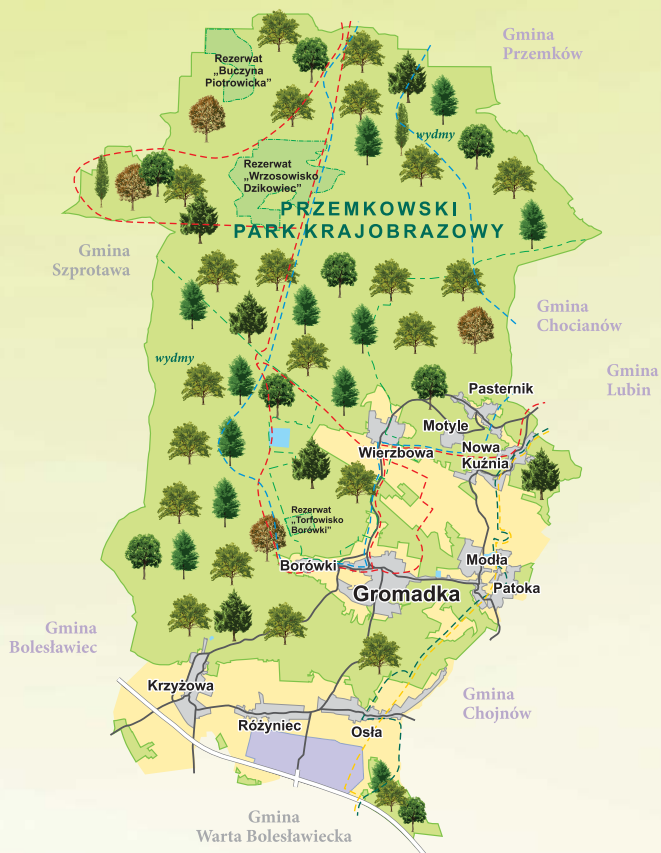 Gmina
Przemków
Rezerwat
„Buczyna
Piotrowicka”
wydmy
Rezerwat
„Wrzosowisko
Dzikowiec”
PRZEMKOWSKI
PARK KRAJOBRAZOWY
Gmina
Szprotawa
Gmina
Chocianów
wydmy
Gmina
Lubin
Pasternik
Motyle
Nowa
Kuźnia
Wierzbowa
Rezerwat
„Torfowisko
Borówki”
Borówki
Modła
Gromadka
Patoka
Gmina
Bolesławiec
Krzyżowa
Gmina
Chojnów
Różyniec
Osła
Gmina
Warta Bolesławiecka